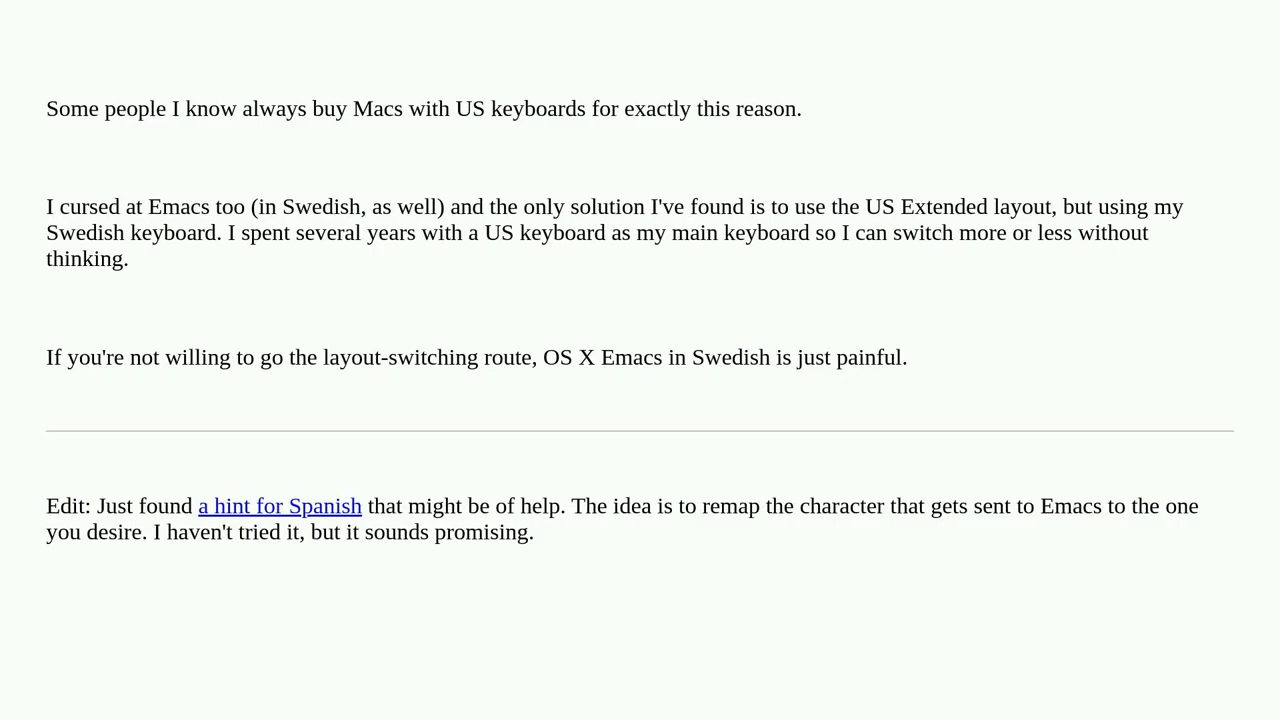 Some people I know always buy Macs with US keyboards for exactly this reason.
I cursed at Emacs too (in Swedish, as well) and the only solution I've found is to use the US Extended layout, but using my
Swedish keyboard. I spent several years with a US keyboard as my main keyboard so I can switch more or less without
thinking.
If you're not willing to go the layout-switching route, OS X Emacs in Swedish is just painful.
Edit: Just found a hint for Spanish that might be of help. The idea is to remap the character that gets sent to Emacs to the one
you desire. I haven't tried it, but it sounds promising.